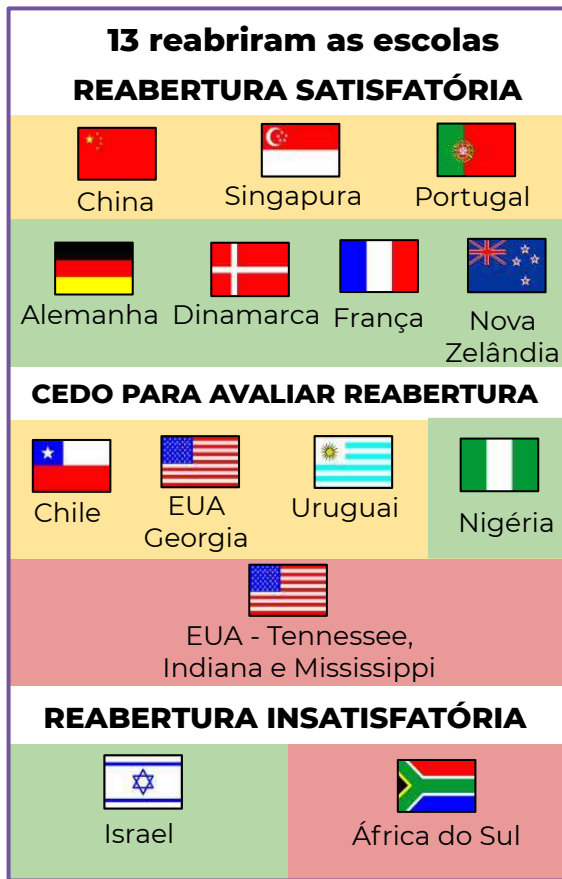 13 reabriram as escolas
REABERTURA SATISFATÓRIA
China
Singapura
Portugal
Alemanha
Dinamarca
França
Nova
Zelândia
CEDO PARA AVALIAR REABERTURA
Chile
EUA
Georgia
Uruguai
Nigéria
EUA - Tennessee,
Indiana e Mississippi
REABERTURA INSATISFATÓRIA
Israel
África do Sul